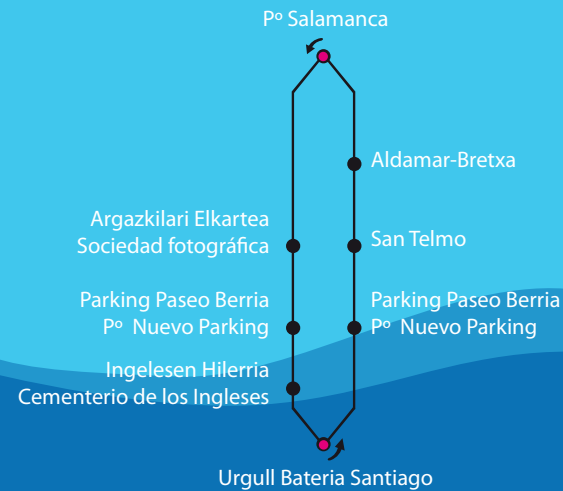 Pº Salamanca
Aldamar-Bretxa
Argazkilari Elkartea
Sociedad fotográfica
San Telmo
Parking Paseo Berria
Pº Nuevo Parking
Parking Paseo Berria
Pº Nuevo Parking
Ingelesen Hilerria
Cementerio de los Ingleses
Urgull Bateria Santiago